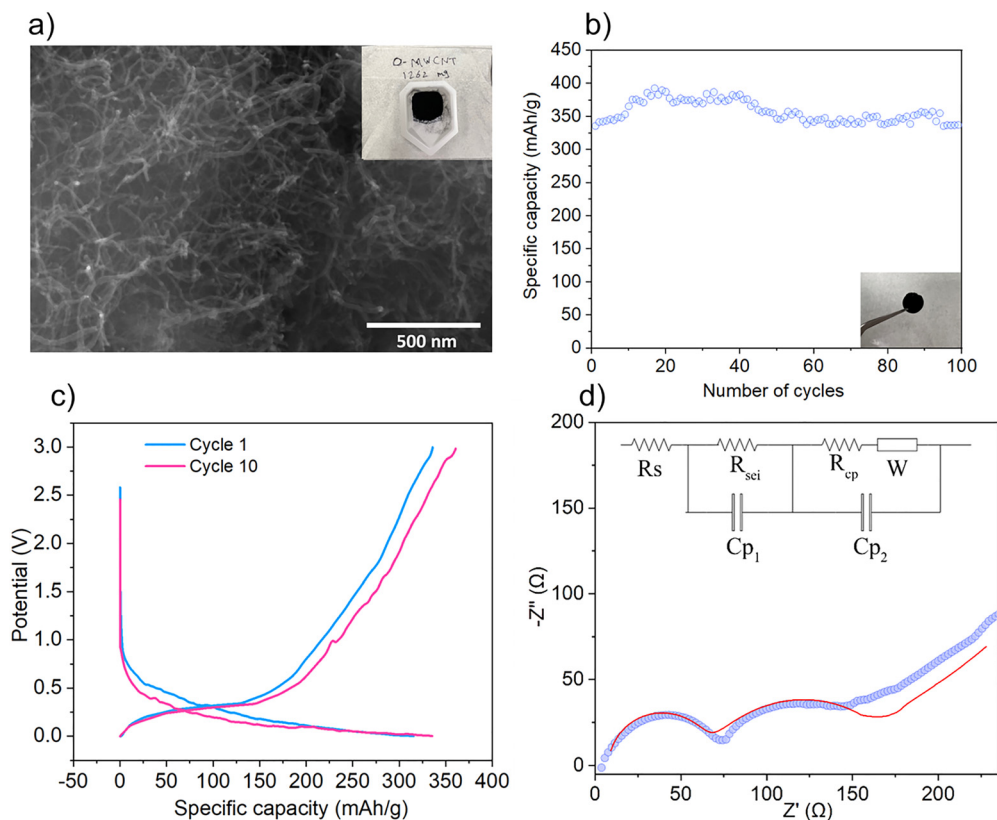 a)
O-MWCNT
1262 mg
500 nm
b)
Specific capacity (mAh/g)
450
400
350
300
250
200
150
100
50
0
0
20
40
60
80
100
Number of cycles
c)
Cycle 1
Cycle 10
Potential (V)
3.0
2.5
2.0
1.5
1.0
0.5
0.0
-50
0
50
100
150
200
250
300
350
400
Specific capacity (mAh/g)
d)
-Z'' (Ω)
200
150
100
50
0
Rs
R_sei
R_cp
W
Cp₁
Cp₂
0
50
100
150
200
Z' (Ω)